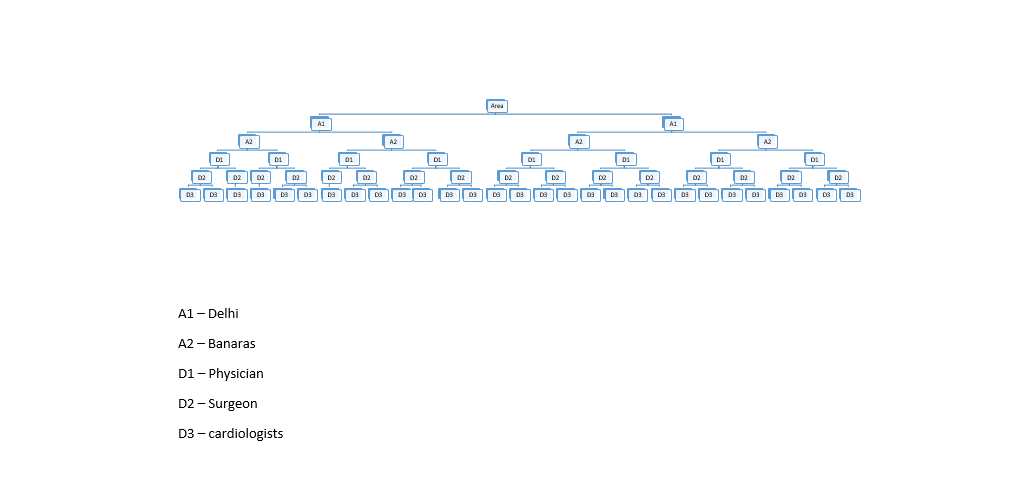 Area
A1 A1
A2 A2 A2 A2
D1 D1 D1 D1 D1 D1 D1 D1
D2 D2 D2 D2 D2 D2 D2 D2 D2 D2 D2 D2 D2 D2 D2 D2
D3 D3 D3 D3 D3 D3 D3 D3 D3 D3 D3 D3 D3 D3 D3 D3 D3 D3 D3 D3 D3 D3 D3 D3 D3 D3 D3 D3 D3
A1 – Delhi
A2 – Banaras
D1 – Physician
D2 – Surgeon
D3 – cardiologists